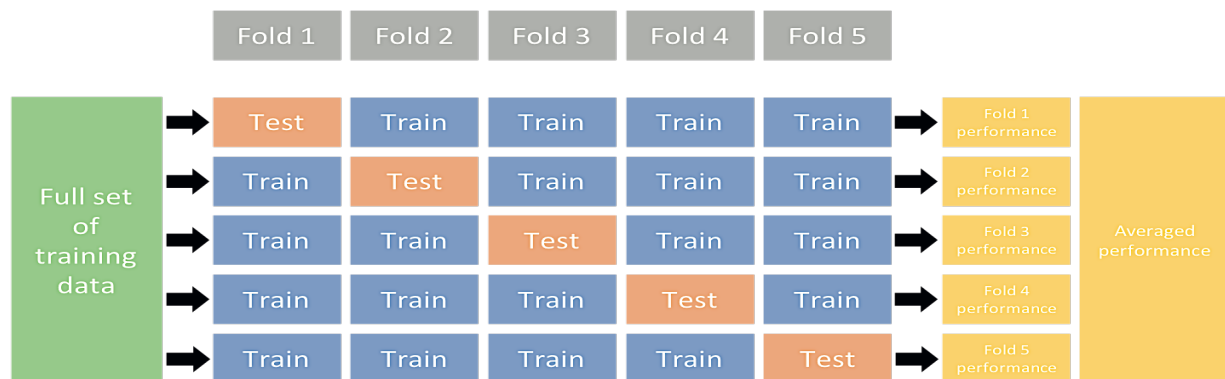 Fold 1 Fold 2 Fold 3 Fold 4 Fold 5
Full set
of
training
data
Test Train Train Train Train
Fold 1
performance
Train Test Train Train Train
Fold 2
performance
Train Train Test Train Train
Fold 3
performance
Train Train Train Test Train
Fold 4
performance
Train Train Train Train Test
Fold 5
performance
Averaged
performance